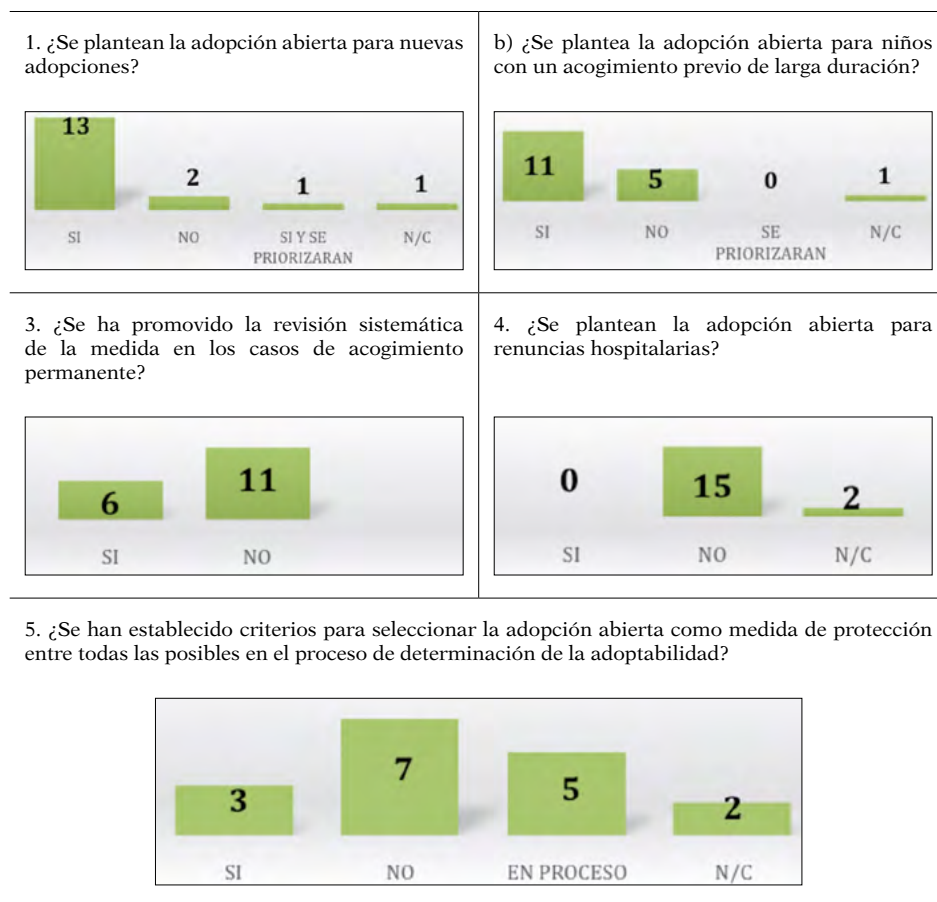 1. ¿Se plantean la adopción abierta para nuevas
adopciones?
13
2
1
1
SI
NO
SI Y SE
PRIORIZARAN
N/C
b) ¿Se plantea la adopción abierta para niños
con un acogimiento previo de larga duración?
11
5
0
1
SI
NO
SE
PRIORIZARAN
N/C
3. ¿Se ha promovido la revisión sistemática
de la medida en los casos de acogimiento
permanente?
6
11
SI
NO
4. ¿Se plantean la adopción abierta para
renuncias hospitalarias?
0
15
2
SI
NO
N/C
5. ¿Se han establecido criterios para seleccionar la adopción abierta como medida de protección
entre todas las posibles en el proceso de determinación de la adoptabilidad?
3
7
5
2
SI
NO
EN PROCESO
N/C